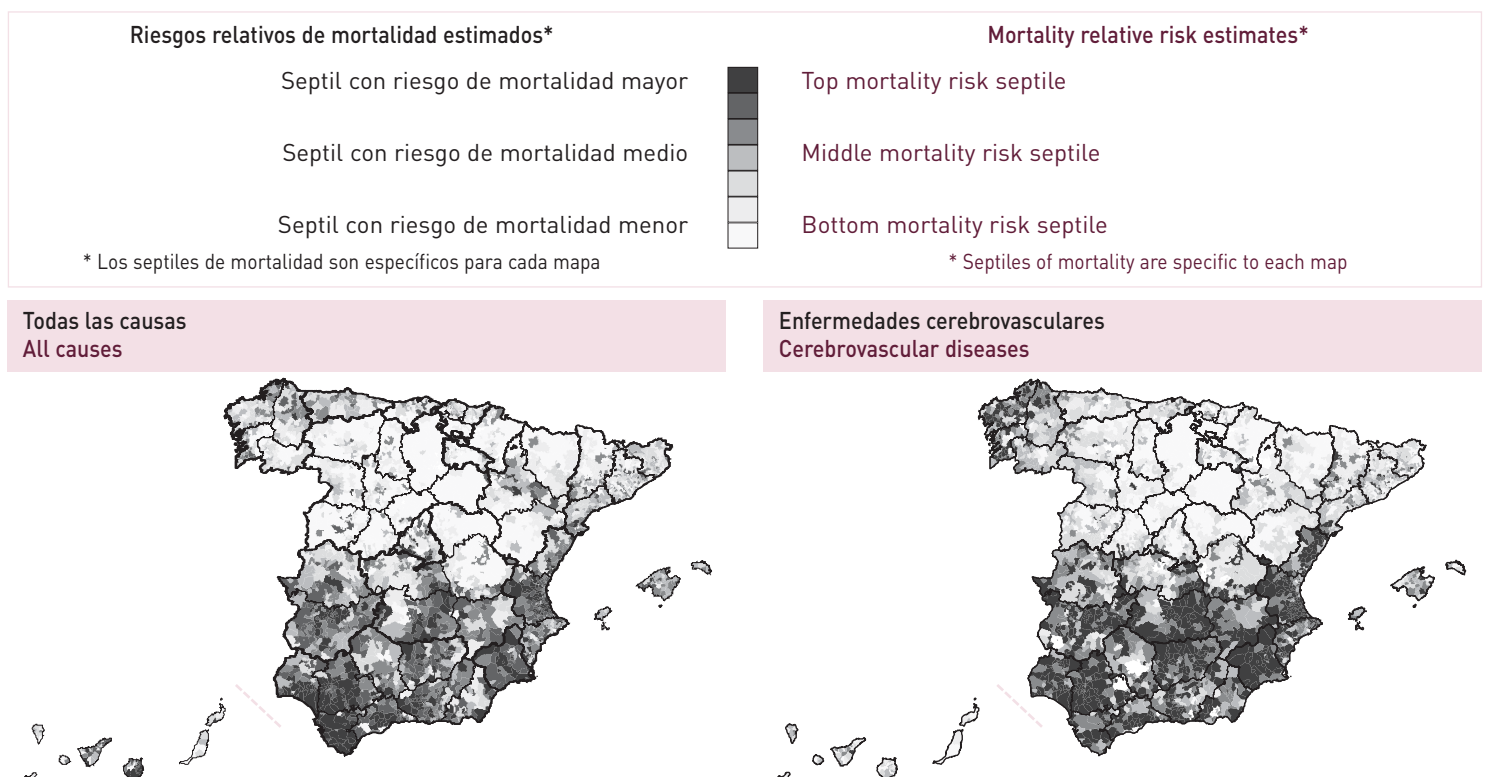 Riesgos relativos de mortalidad estimados*
Mortality relative risk estimates*
Septil con riesgo de mortalidad mayor
Top mortality risk septile
Septil con riesgo de mortalidad medio
Middle mortality risk septile
Septil con riesgo de mortalidad menor
Bottom mortality risk septile
* Los septiles de mortalidad son específicos para cada mapa
* Septiles of mortality are specific to each map
Todas las causas
All causes
Enfermedades cerebrovasculares
Cerebrovascular diseases